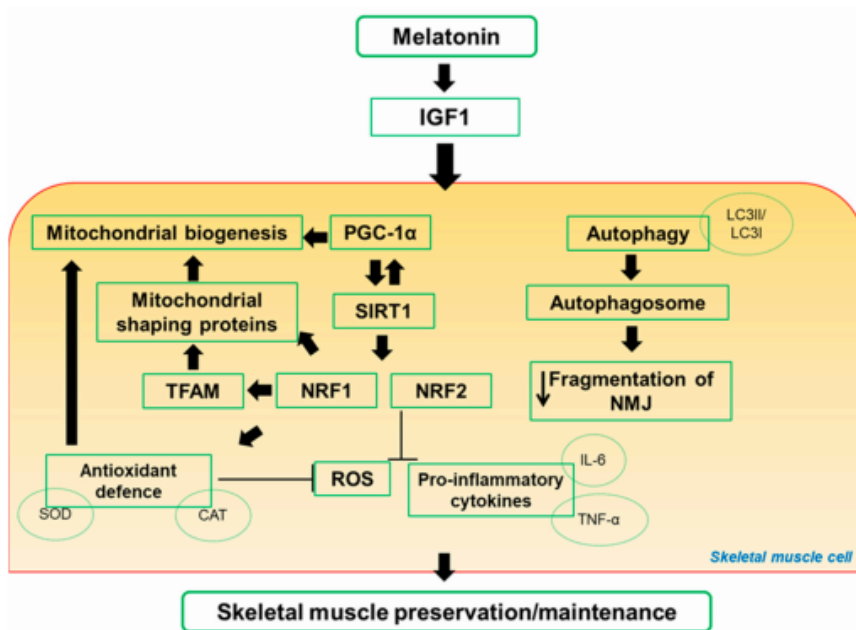 Melatonin
IGF1
Mitochondrial biogenesis
PGC-1α
Autophagy
LC3II/
LC3I
Mitochondrial
shaping proteins
SIRT1
Autophagosome
TFAM
NRF1
NRF2
Fragmentation of
NMJ
Antioxidant
defence
SOD
CAT
ROS
Pro-inflammatory
cytokines
IL-6
TNF-α
Skeletal muscle cell
Skeletal muscle preservation/maintenance